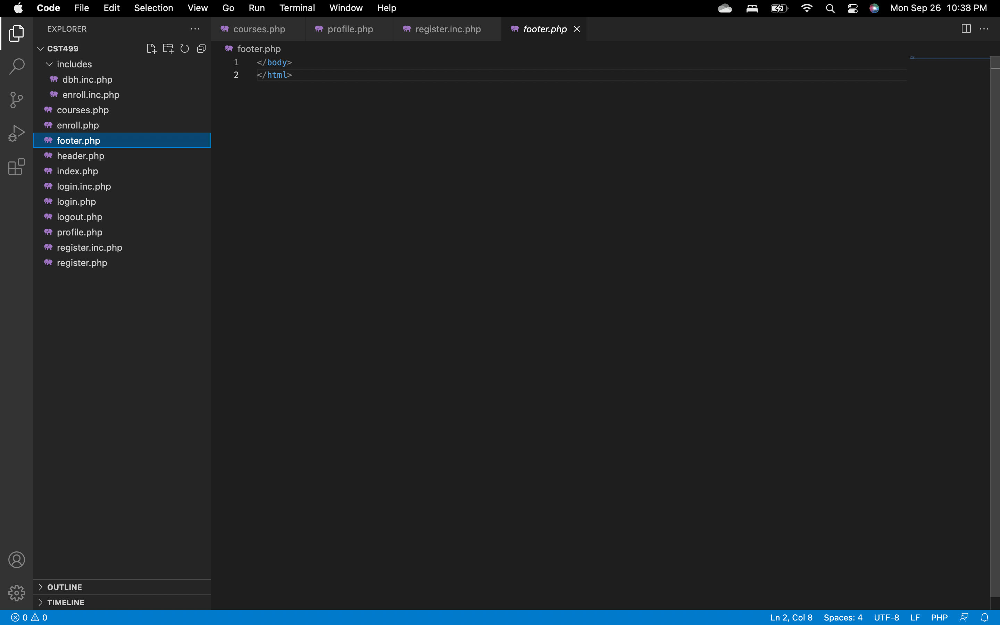 Code File Edit Selection View Go Run Terminal Window Help Mon Sep 26 10:38 PM
EXPLORER
CST499
includes
dbh.inc.php
enroll.inc.php
courses.php
enroll.php
footer.php
header.php
index.php
login.inc.php
login.php
logout.php
profile.php
register.inc.php
register.php
OUTLINE
TIMELINE
courses.php profile.php register.inc.php footer.php
footer.php
1 </body>
2 </html>
0 0 Ln 2, Col 8 Spaces: 4 UTF-8 LF PHP